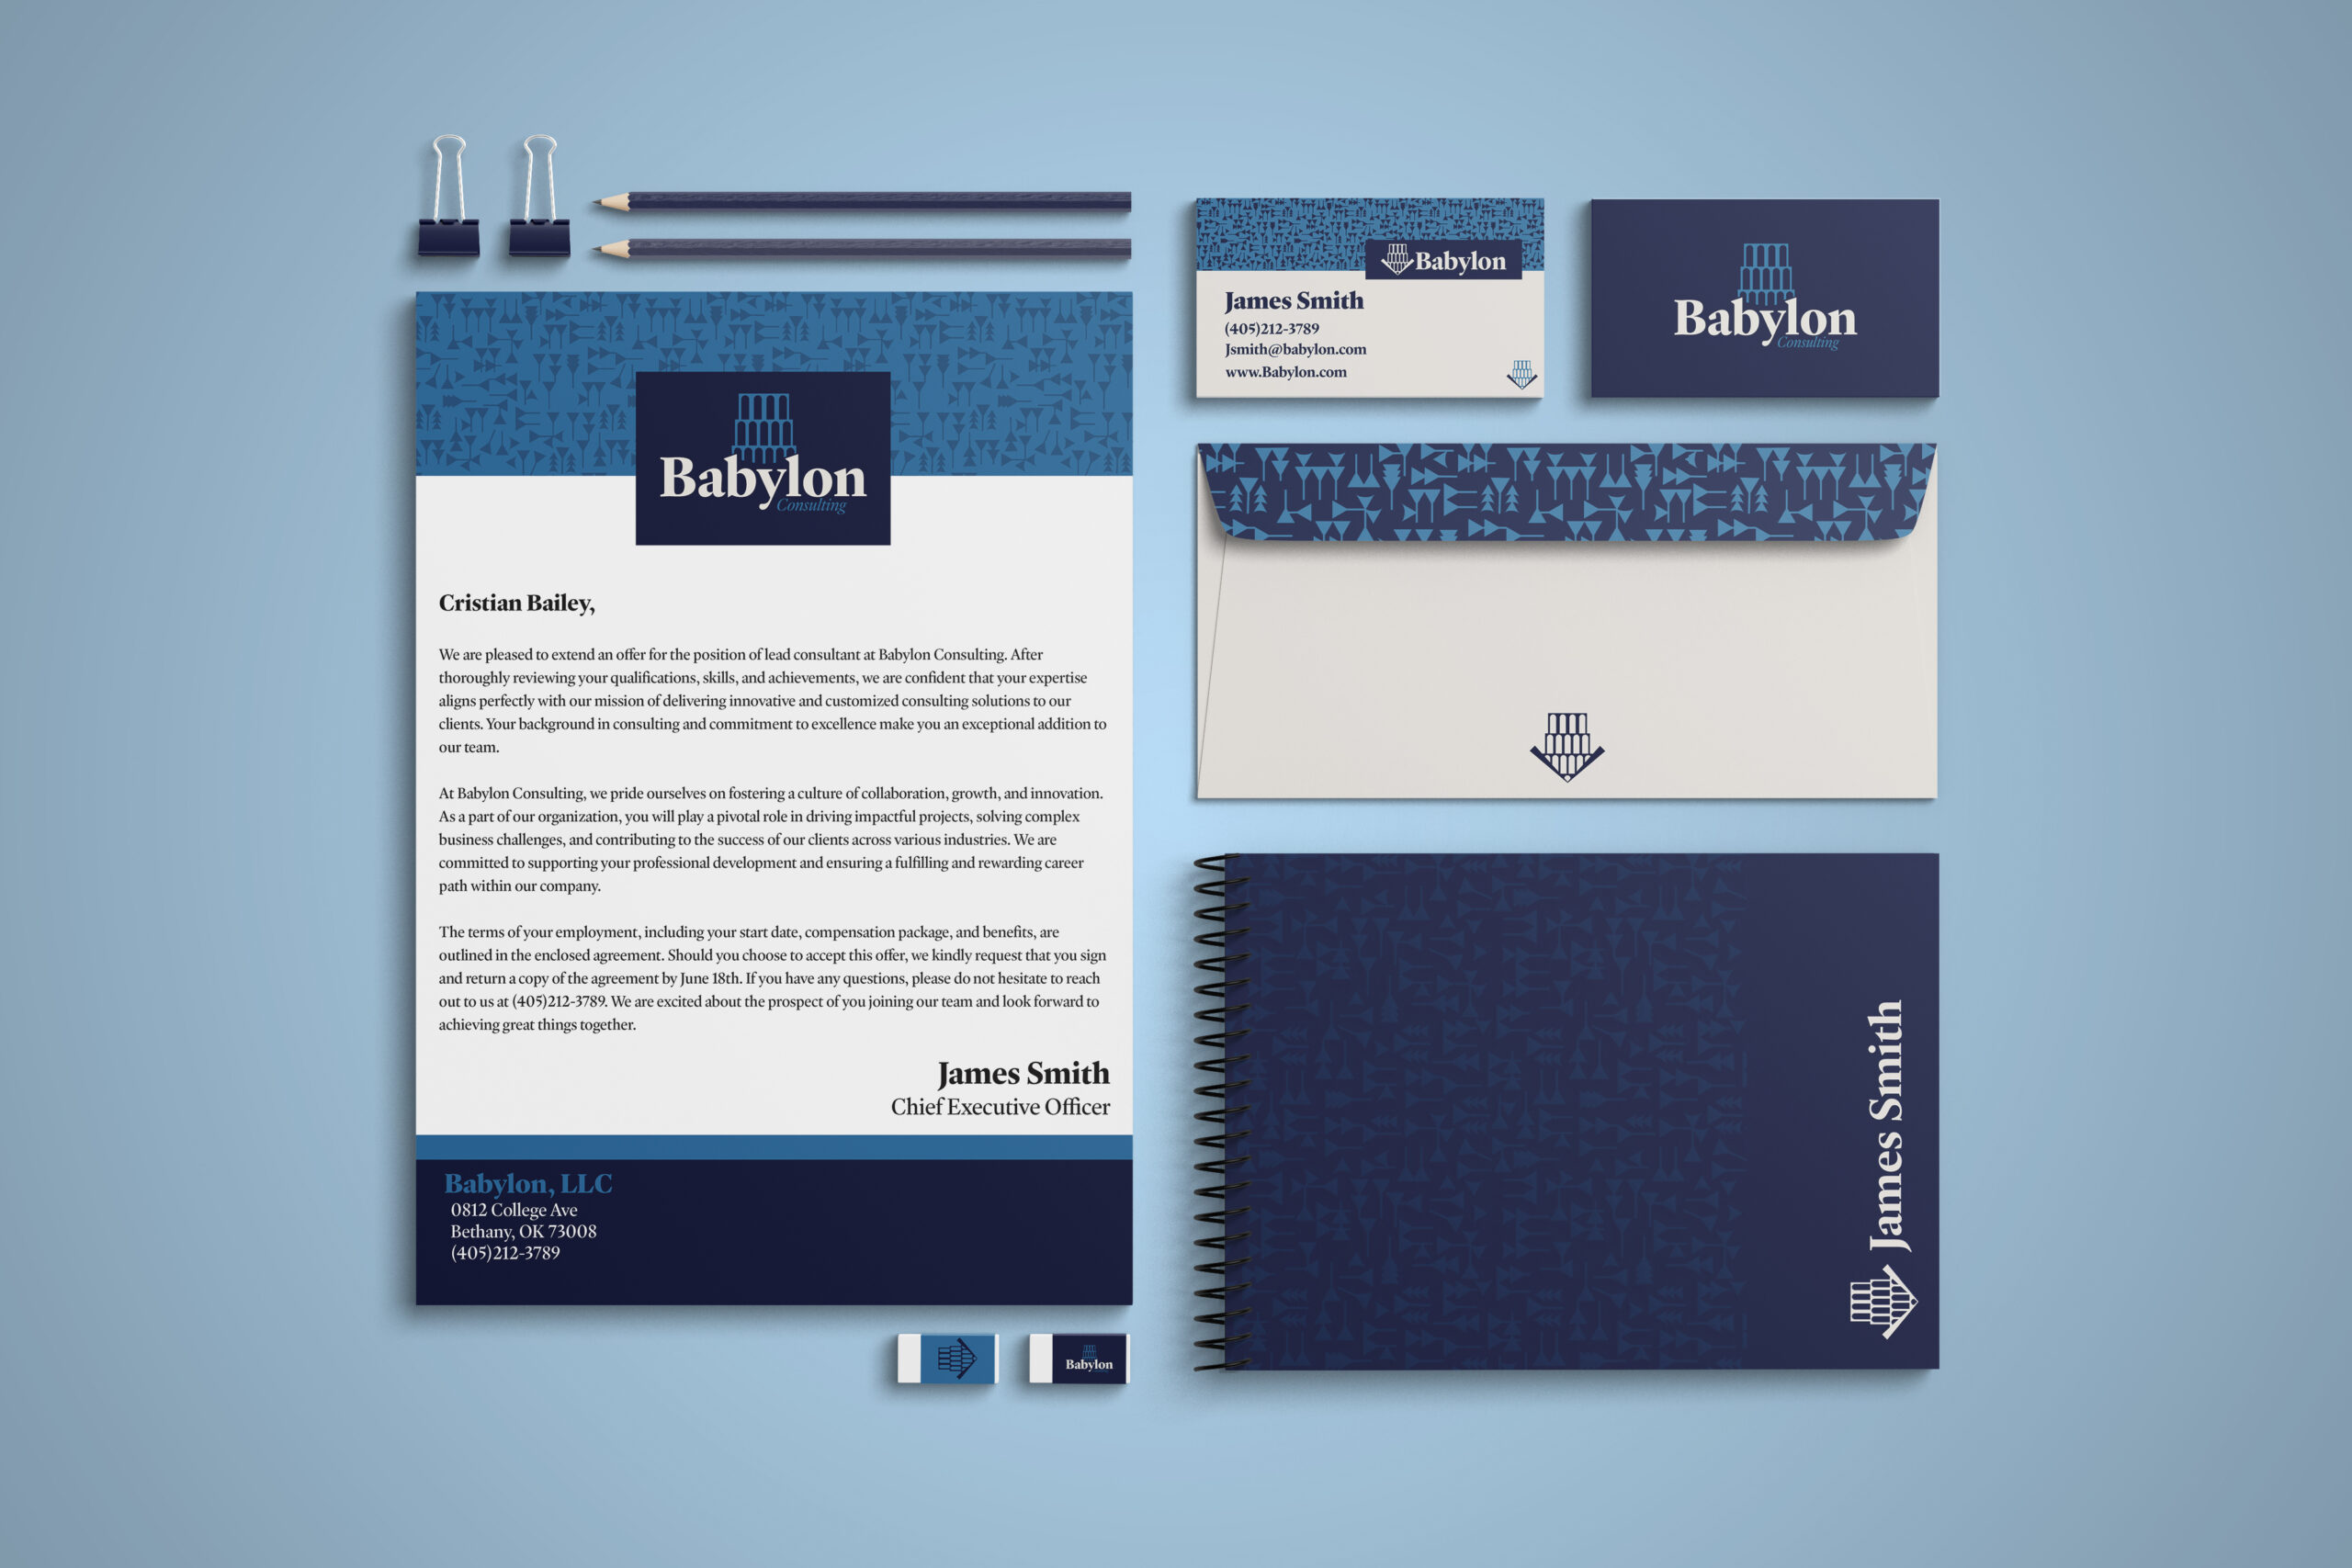 Babylon
Consulting
Cristian Bailey,
We are pleased to extend an offer for the position of lead consultant at Babylon Consulting. After
thoroughly reviewing your qualifications, skills, and achievements, we are confident that your expertise
aligns perfectly with our mission of delivering innovative and customized consulting solutions to our
clients. Your background in consulting and commitment to excellence make you an exceptional addition to
our team.
At Babylon Consulting, we pride ourselves on fostering a culture of collaboration, growth, and innovation.
As a part of our organization, you will play a pivotal role in driving impactful projects, solving complex
business challenges, and contributing to the success of our clients across various industries. We are
committed to supporting your professional development and ensuring a fulfilling and rewarding career
path within our company.
The terms of your employment, including your start date, compensation package, and benefits, are
outlined in the enclosed agreement. Should you choose to accept this offer, we kindly request that you sign
and return a copy of the agreement by June 18th. If you have any questions, please do not hesitate to reach
out to us at (405)212-3789. We are excited about the prospect of you joining our team and look forward to
achieving great things together.
James Smith
Chief Executive Officer
Babylon, LLC
0812 College Ave
Bethany, OK 73008
(405)212-3789
Babylon
Babylon
James Smith
(405)212-3789
Jsmith@babylon.com
www.Babylon.com
Babylon
Consulting
James Smith